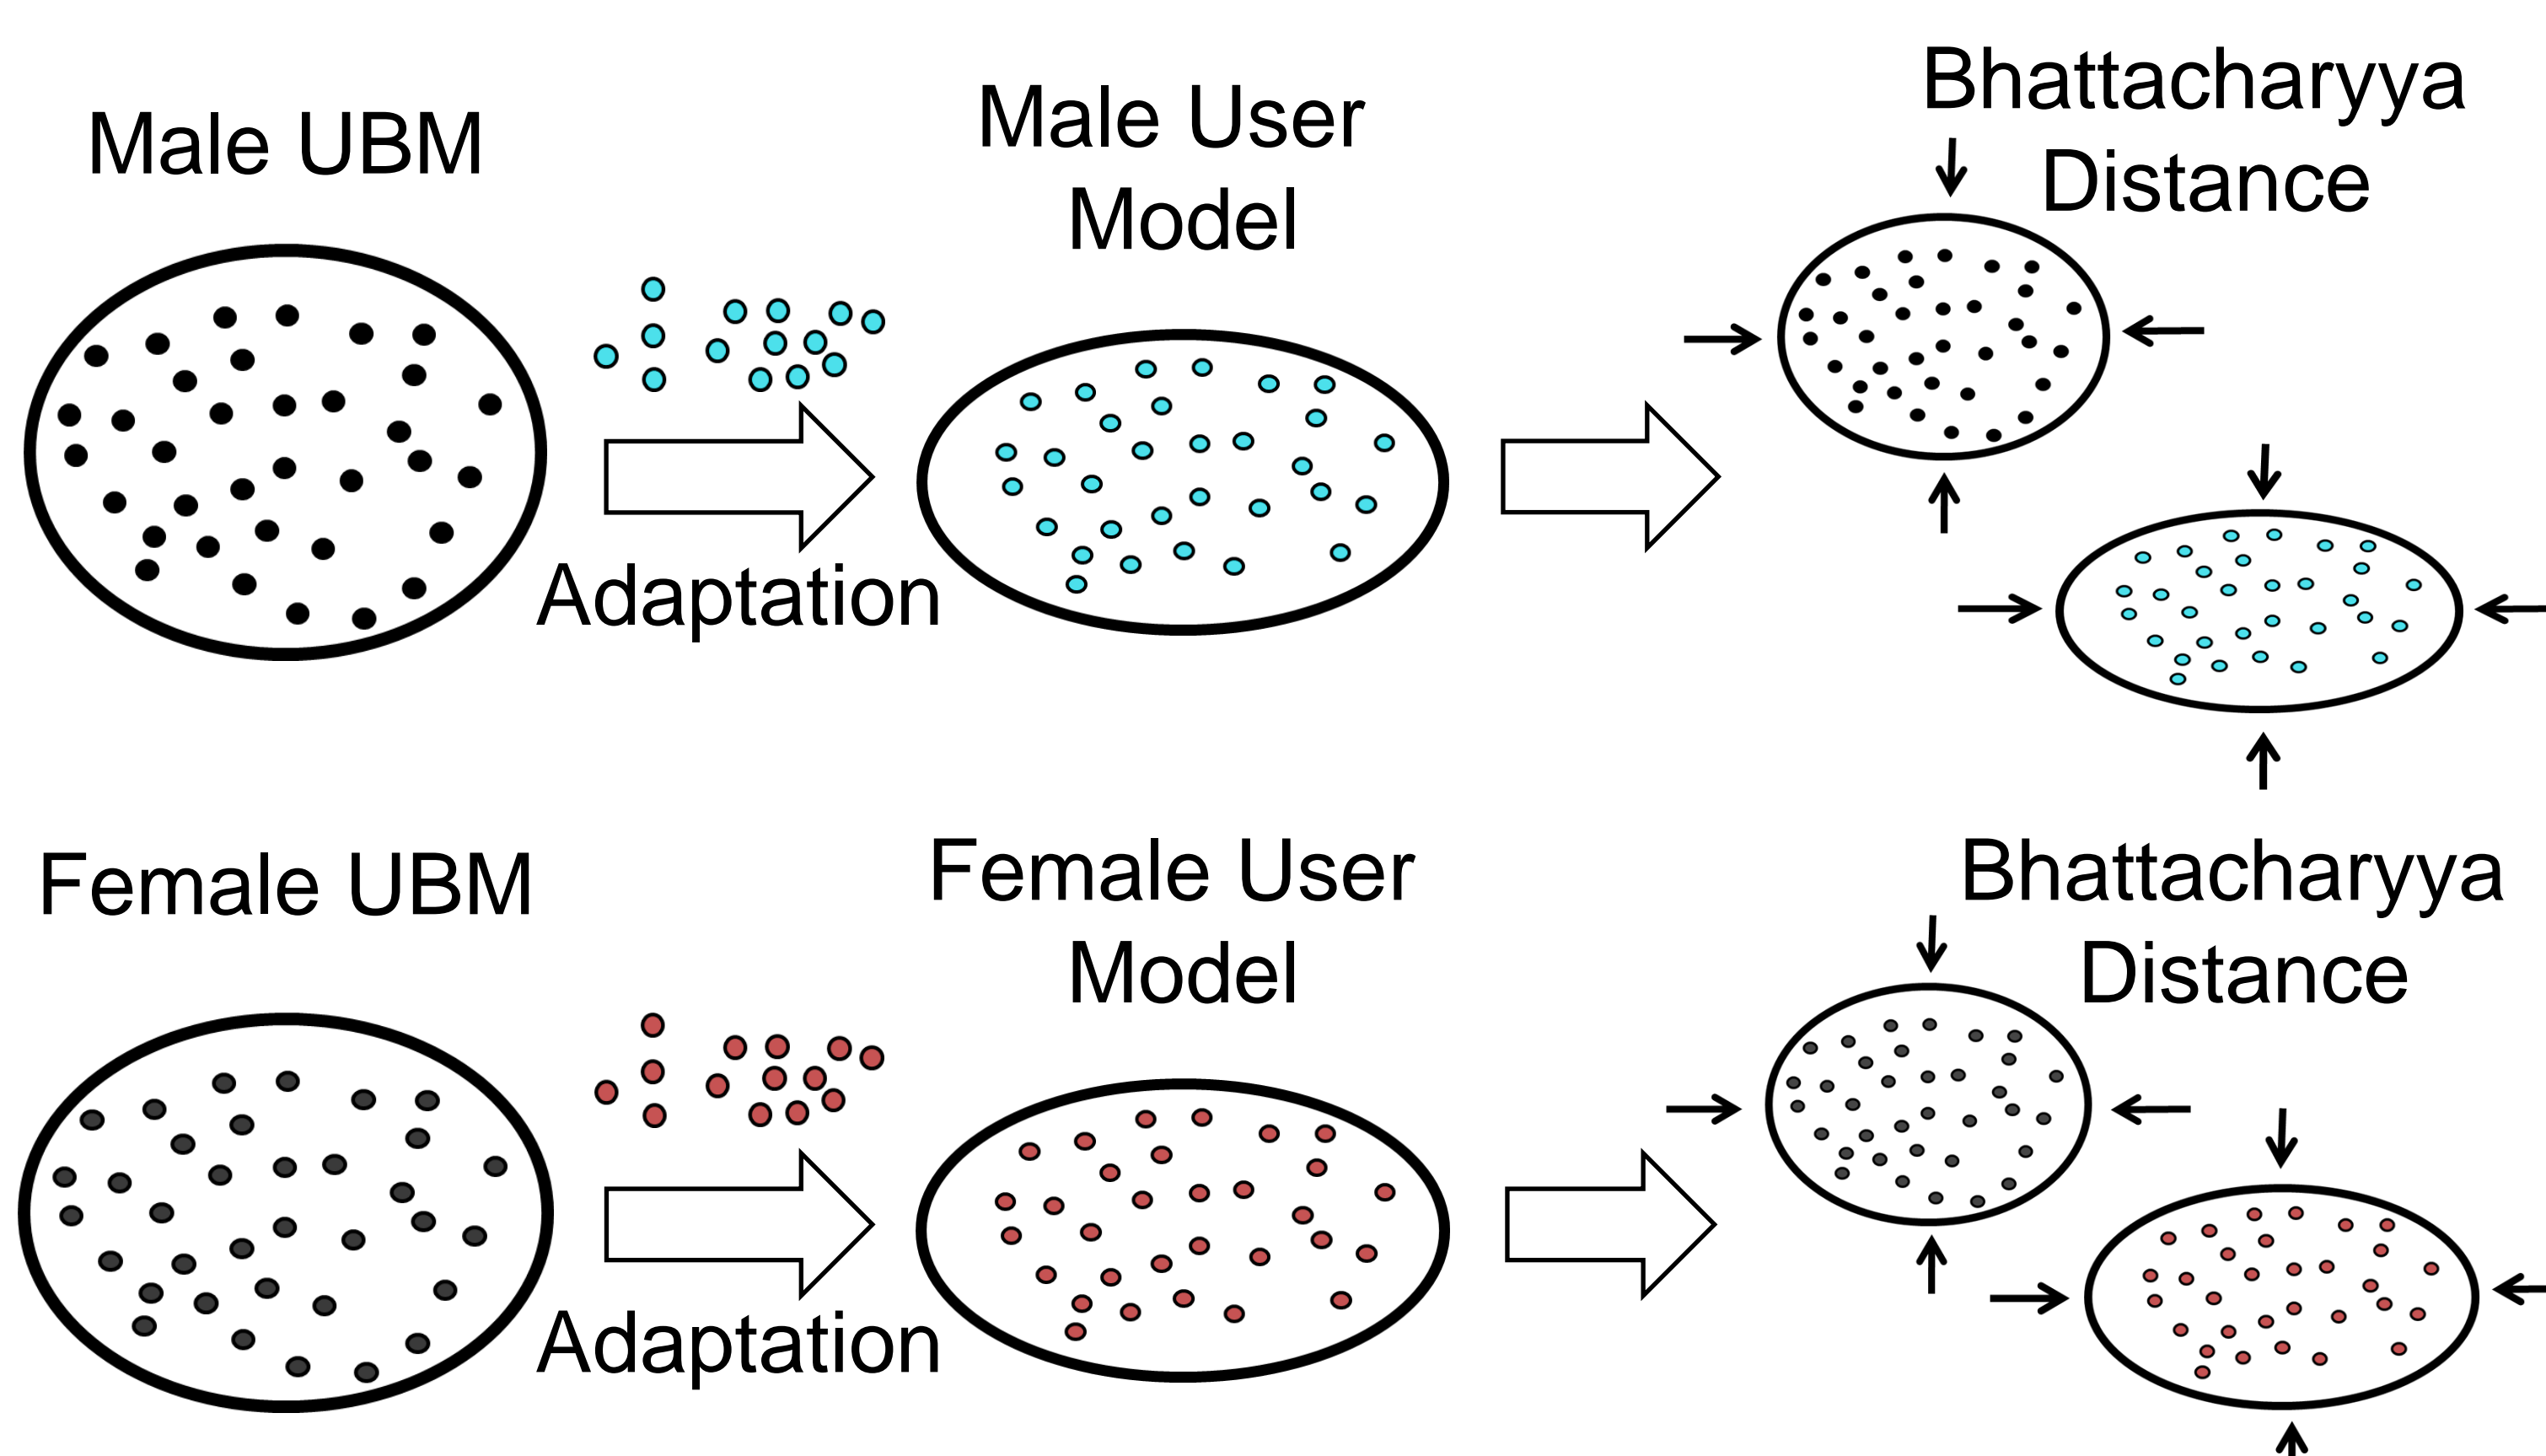 Male UBM
Male User
Model
Bhattacharyya
Distance
Adaptation
Female UBM
Female User
Model
Bhattacharyya
Distance
Adaptation